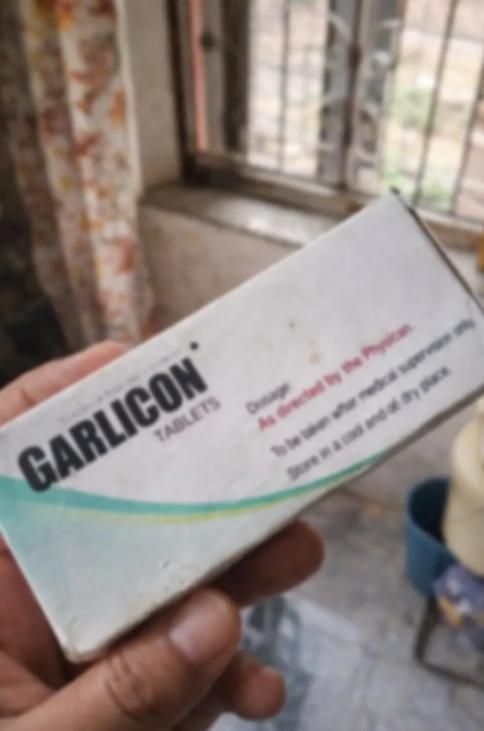 GARLICON
TABLETS
Dosage:
As directed by the Physician.
To be taken after medical supervision only.
Store in a cool and dry place.